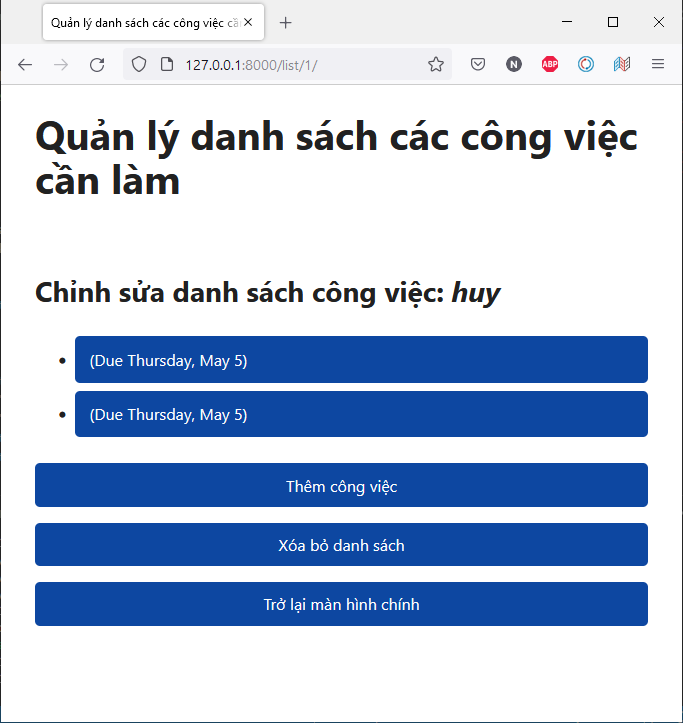 Quản lý danh sách các công việc cầ
127.0.0.1:8000/list/1/
N
ABP
Quản lý danh sách các công việc
cần làm
Chỉnh sửa danh sách công việc: huy
(Due Thursday, May 5)
(Due Thursday, May 5)
Thêm công việc
Xóa bỏ danh sách
Trở lại màn hình chính